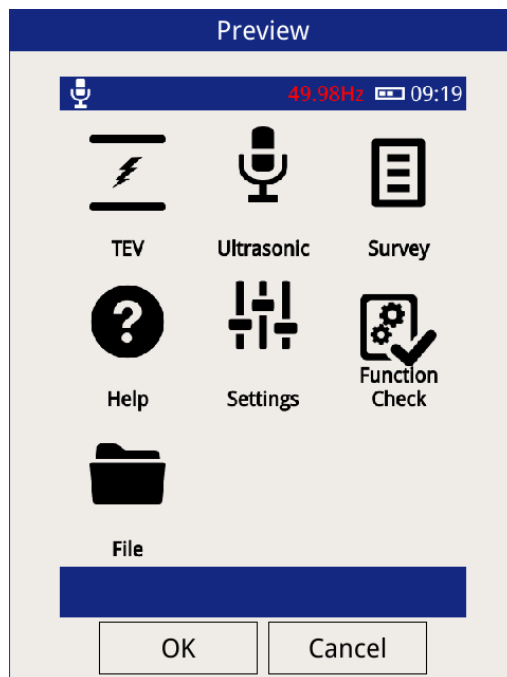 Preview
49.98Hz 09:19
TEV Ultrasonic Survey
Help Settings Function Check
File
OK Cancel